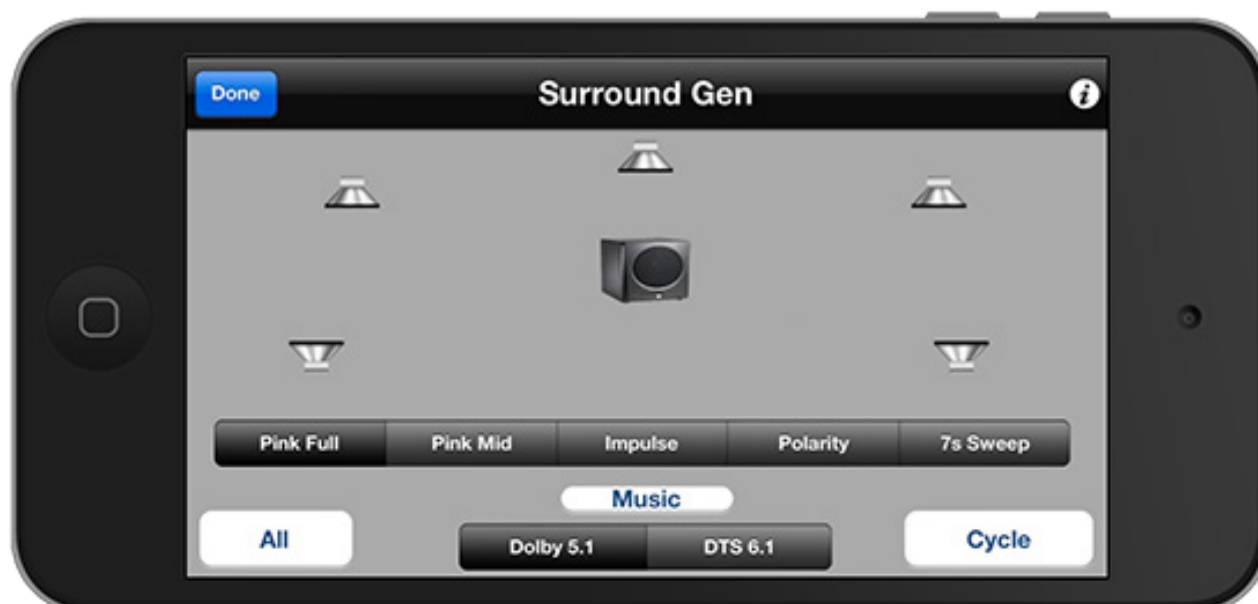 Done
Surround Gen
i
Pink Full
Pink Mid
Impulse
Polarity
7s Sweep
Music
All
Dolby 5.1
DTS 6.1
Cycle